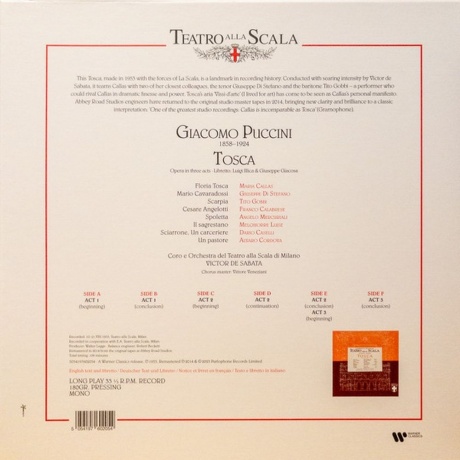 TEATRO ALLA SCALA
This Tosca, made in 1953 with the forces of La Scala, is a landmark in recording history. Conducted with searing intensity by Victor de
Sabata, it teams Callas with two of her closest colleagues, the tenor Giuseppe Di Stefano and the baritone Tito Gobbi – a performer who
could rival Callas in dramatic finesse and power. Tosca's aria 'Vissi d'arte' (I lived for art) has come to be seen as Callas's personal manifesto.
Abbey Road Studios engineers have returned to the original studio master tapes in 2014, bringing new clarity and brilliance to a classic
interpretation. 'One of the greatest studio recordings. Callas is incomparable as Tosca' (Gramophone).
GIACOMO PUCCINI
1858–1924
TOSCA
Opera in three acts · Libretto: Luigi Illica & Giuseppe Giacosa
Floria Tosca MARIA CALLAS
Mario Cavaradossi GIUSEPPE DI STEFANO
Scarpia TITO GOBBI
Cesare Angelotti FRANCO CALABRESE
Spoletta ANGELO MERCURIALI
Il sagrestano MELCHIORRE LUISE
Sciarrone, Un carceriere DARIO CASELLI
Un pastore ALVARO CORDOVA
Coro e Orchestra del Teatro alla Scala di Milano
VICTOR DE SABATA
(Chorus master: Vittore Veneziani)
SIDE A SIDE B SIDE C SIDE D SIDE E SIDE F
ACT 1 ACT 1 ACT 2 ACT 2 ACT 2 ACT 3
(beginning) (conclusion) (beginning) (continuation) (conclusion) (conclusion)
ACT 3
(beginning)
LONG PLAY 33 ⅓ R.P.M. RECORD
180GR. PRESSING
MONO
TEATRO ALLA SCALA
WARNER
CLASSICS